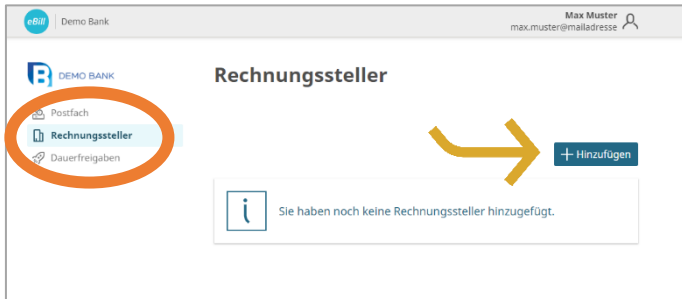 eBill Demo Bank
Max Muster
max.muster@mailadresse
B DEMO BANK
Rechnungssteller
Postfach
Rechnungssteller
Dauerfreigaben
+ Hinzufügen
i Sie haben noch keine Rechnungssteller hinzugefügt.